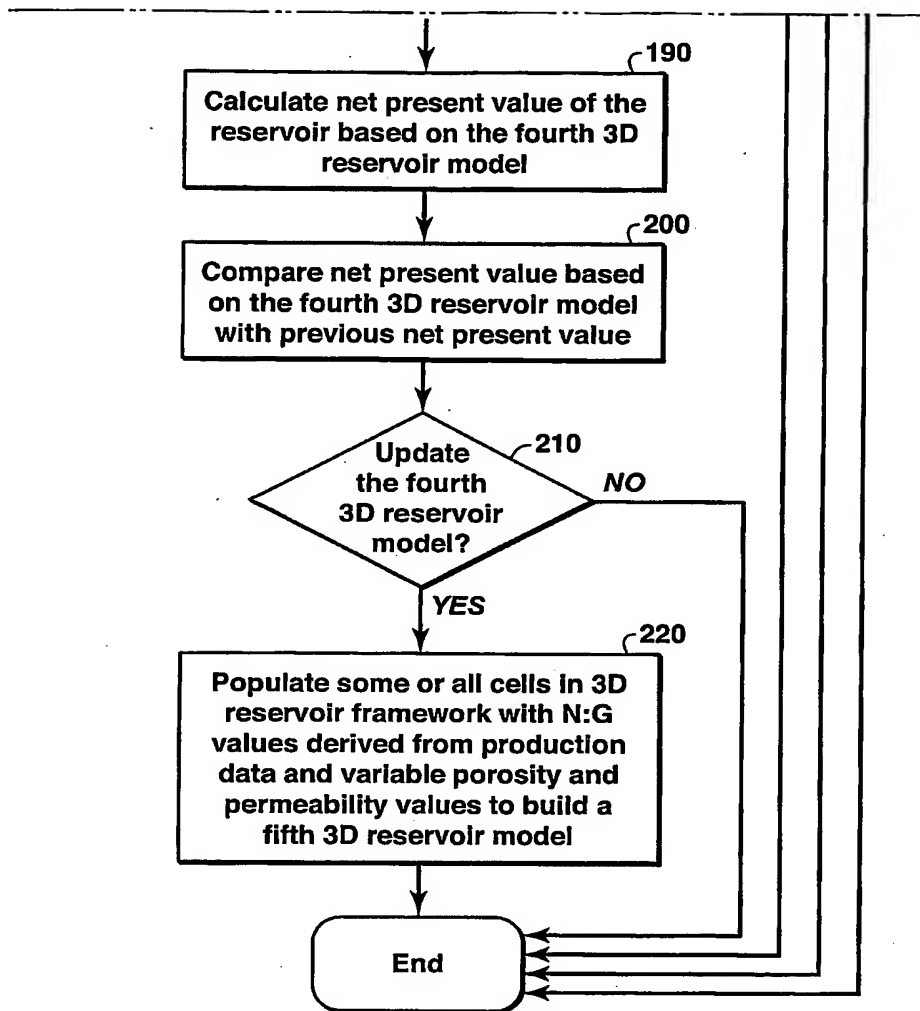 190
Calculate net present value of the
reservoir based on the fourth 3D
reservoir model
200
Compare net present value based
on the fourth 3D reservoir model
with previous net present value
210
Update
the fourth
3D reservoir
model?
NO
YES
220
Populate some or all cells in 3D
reservoir framework with N:G
values derived from production
data and variable porosity and
permeability values to build a
fifth 3D reservoir model
End